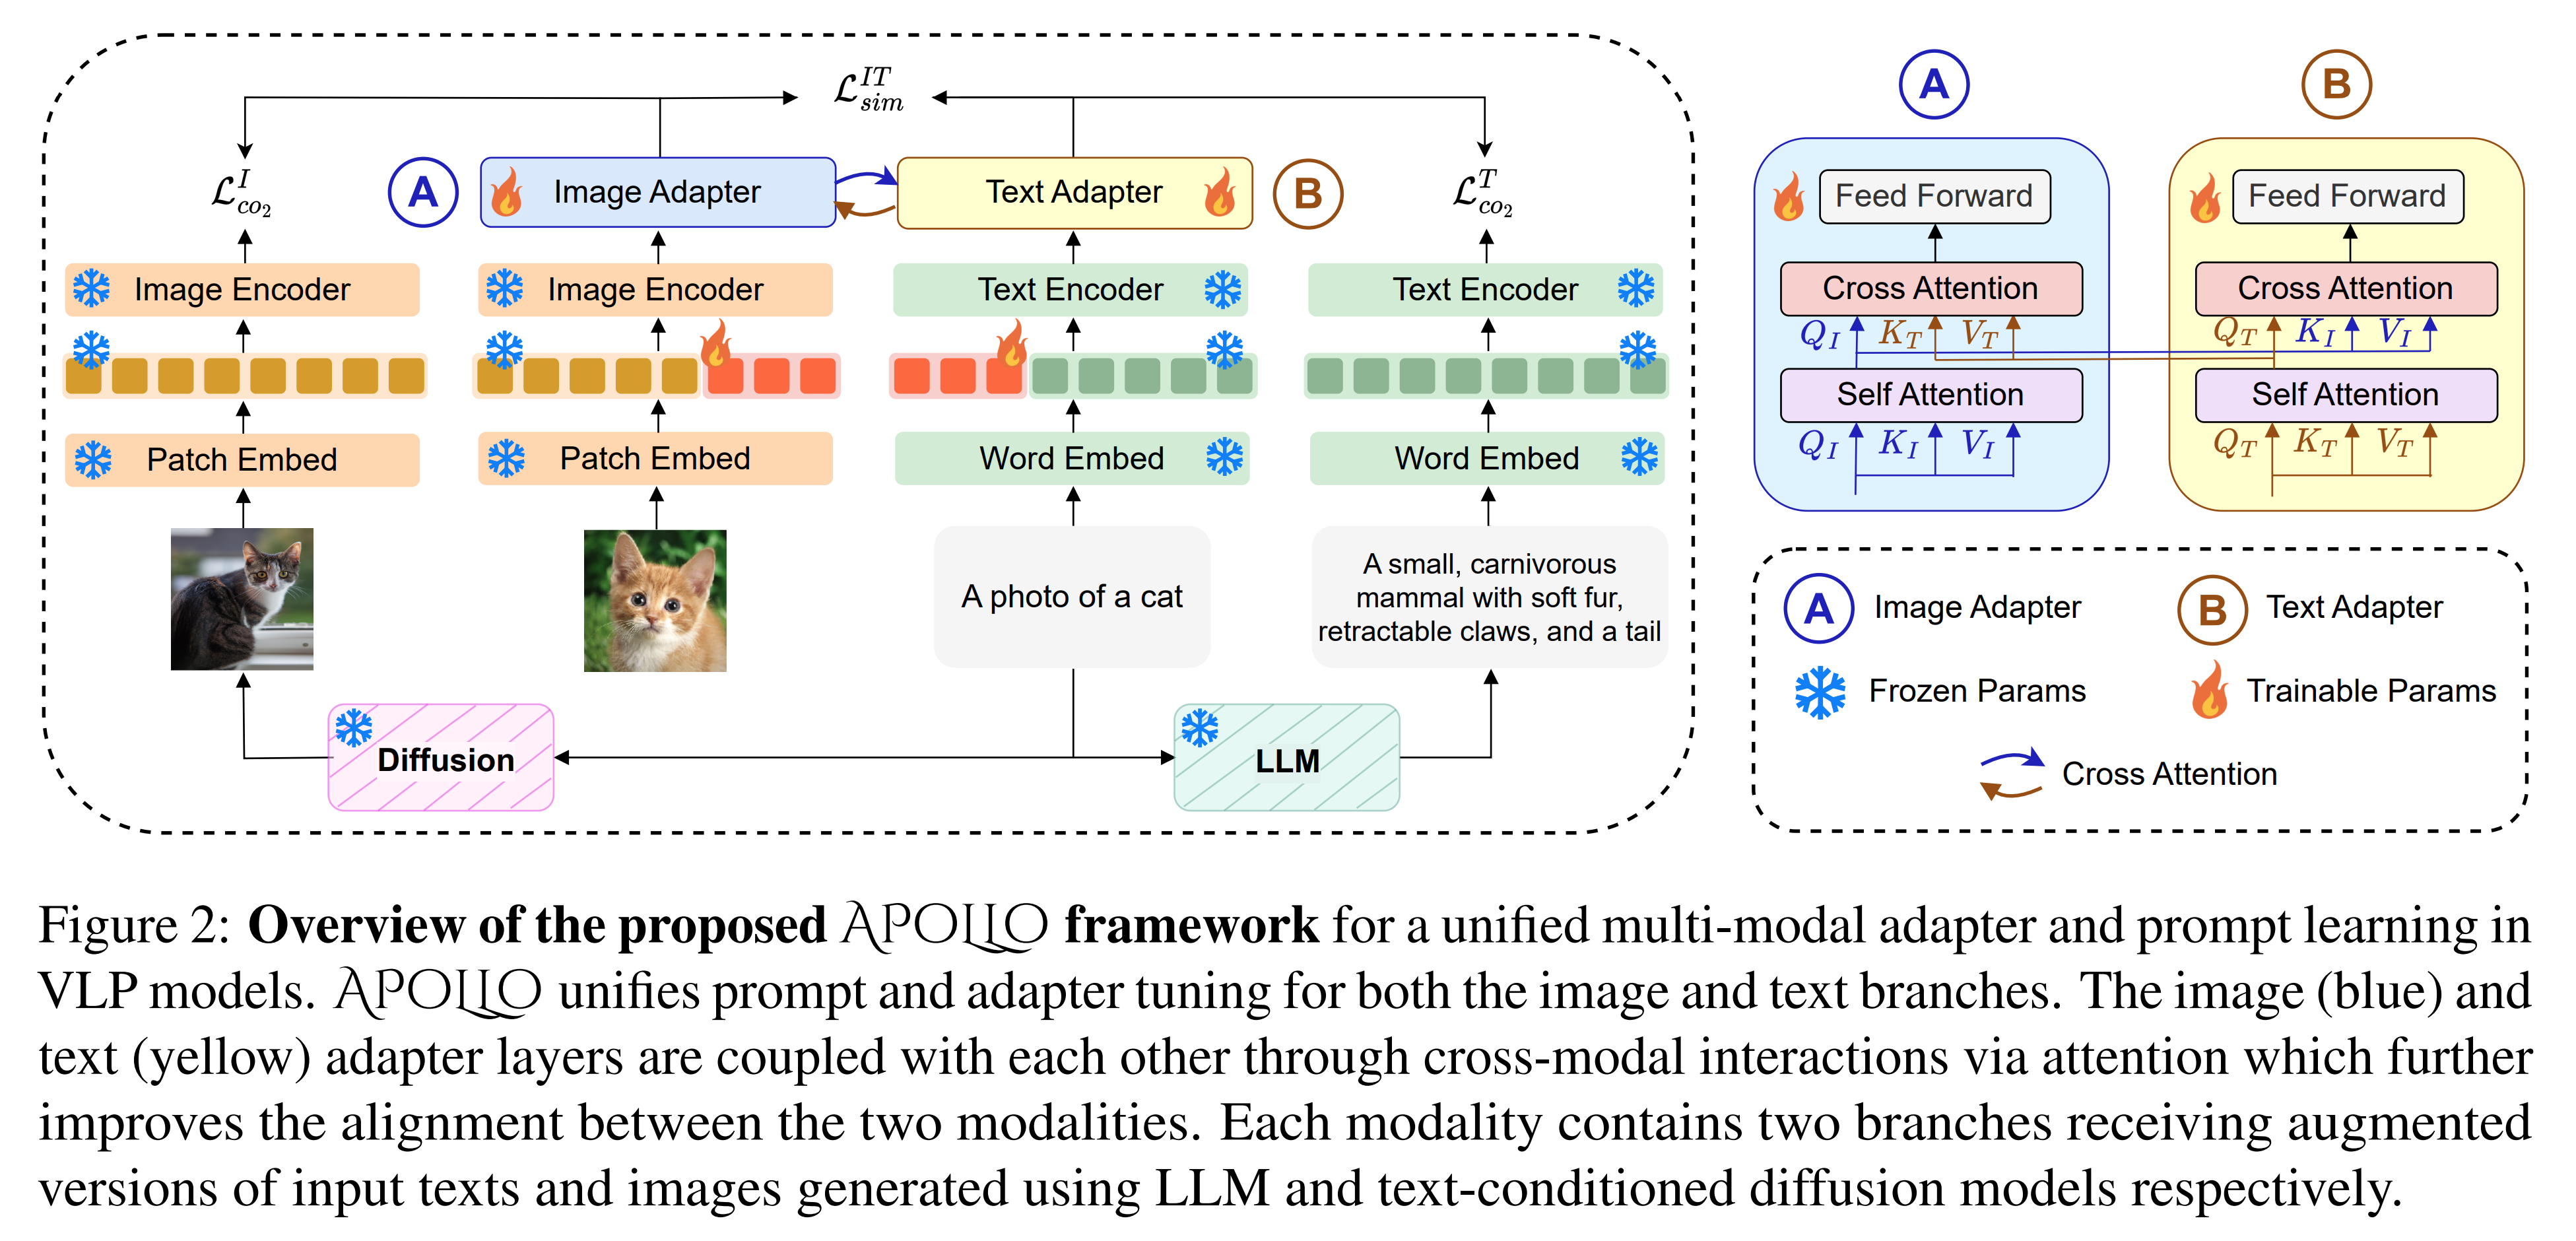 ℒ^{IT}_{sim}
ℒ^{I}_{co_2}
A
Image Adapter
Text Adapter
B
ℒ^{T}_{co_2}
Image Encoder
Image Encoder
Text Encoder
Text Encoder
Patch Embed
Patch Embed
Word Embed
Word Embed
A photo of a cat
A small, carnivorous
mammal with soft fur,
retractable claws, and a tail
Diffusion
LLM
A
Feed Forward
Cross Attention
Q_I K_T V_T
Self Attention
Q_I K_I V_I
B
Feed Forward
Cross Attention
Q_T K_I V_I
Self Attention
Q_T K_T V_T
A Image Adapter
B Text Adapter
Frozen Params
Trainable Params
Cross Attention
Figure 2: Overview of the proposed APOLLO framework for a unified multi-modal adapter and prompt learning in
VLP models. APOLLO unifies prompt and adapter tuning for both the image and text branches. The image (blue) and
text (yellow) adapter layers are coupled with each other through cross-modal interactions via attention which further
improves the alignment between the two modalities. Each modality contains two branches receiving augmented
versions of input texts and images generated using LLM and text-conditioned diffusion models respectively.